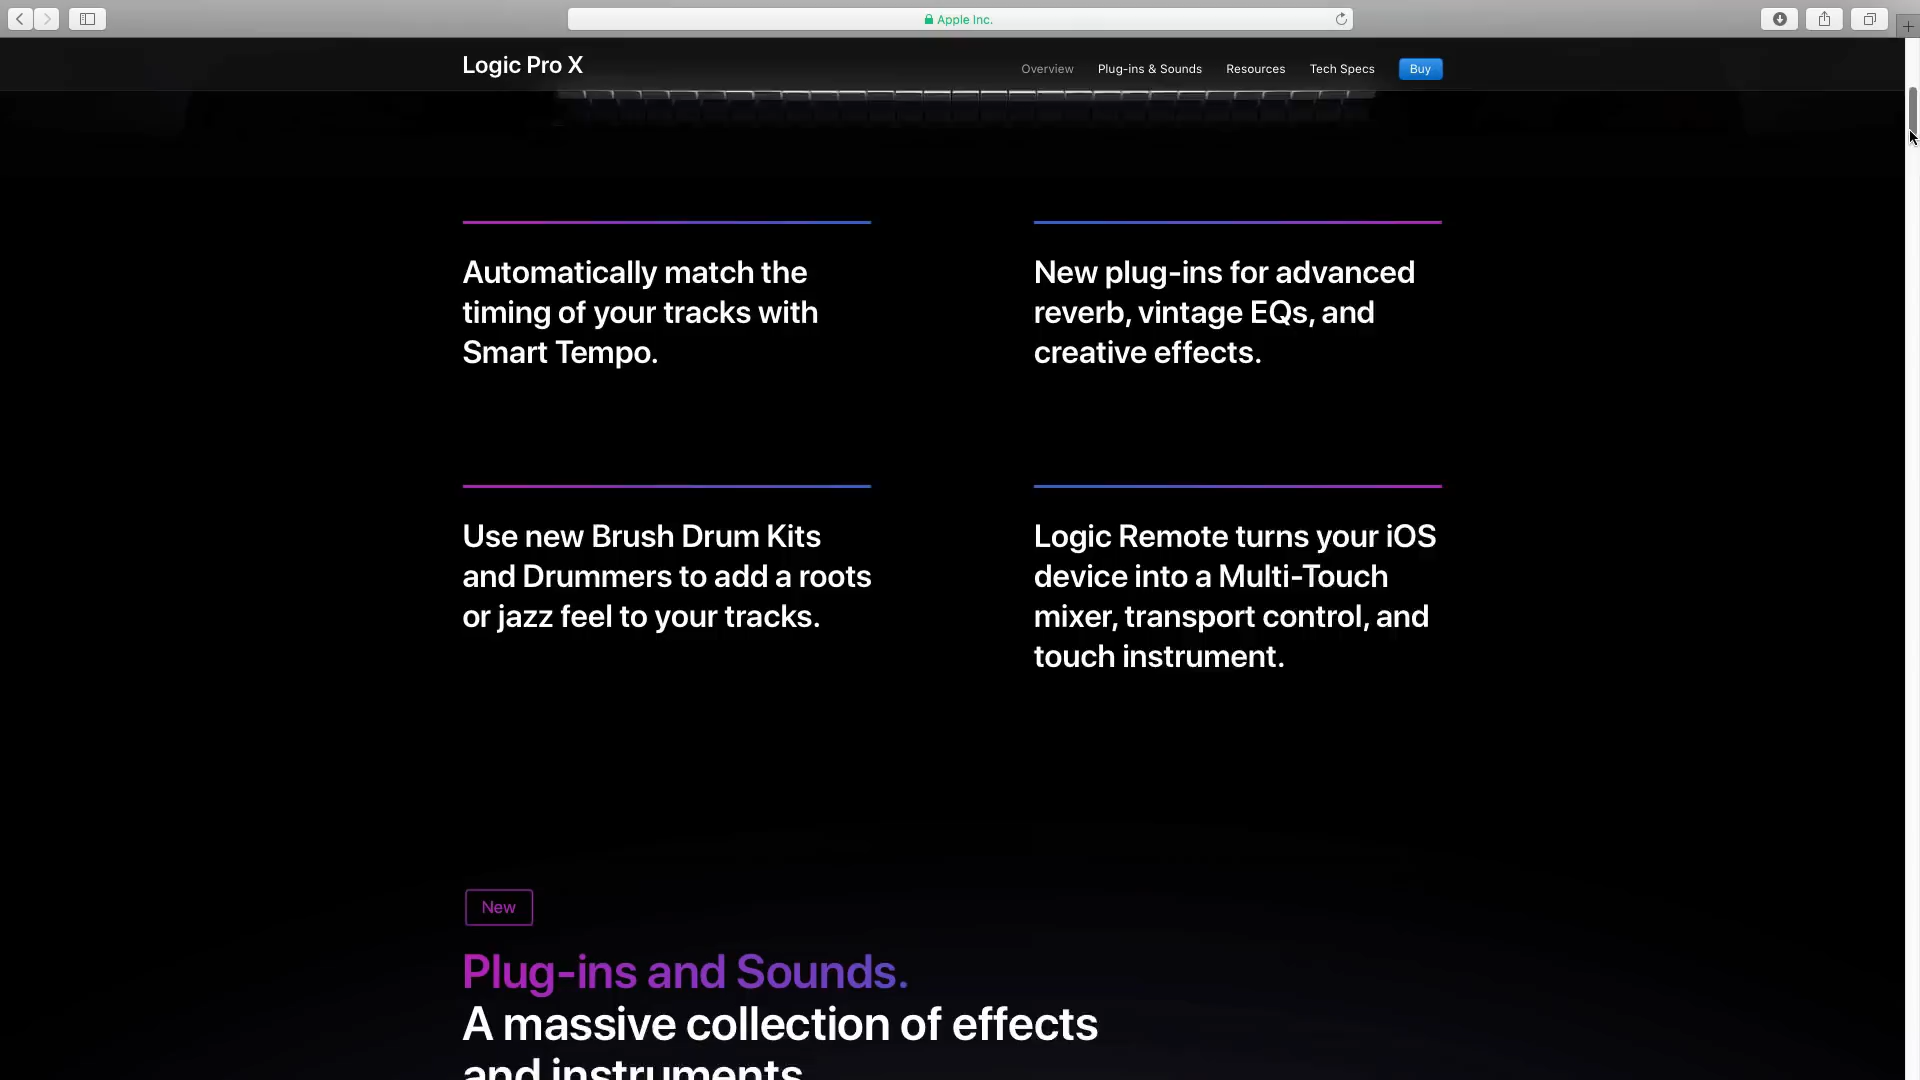 Apple Inc.
Logic Pro X
Overview
Plug-ins & Sounds
Resources
Tech Specs
Buy
Automatically match the
timing of your tracks with
Smart Tempo.
New plug-ins for advanced
reverb, vintage EQs, and
creative effects.
Use new Brush Drum Kits
and Drummers to add a roots
or jazz feel to your tracks.
Logic Remote turns your iOS
device into a Multi-Touch
mixer, transport control, and
touch instrument.
New
Plug-ins and Sounds.
A massive collection of effects
and instruments